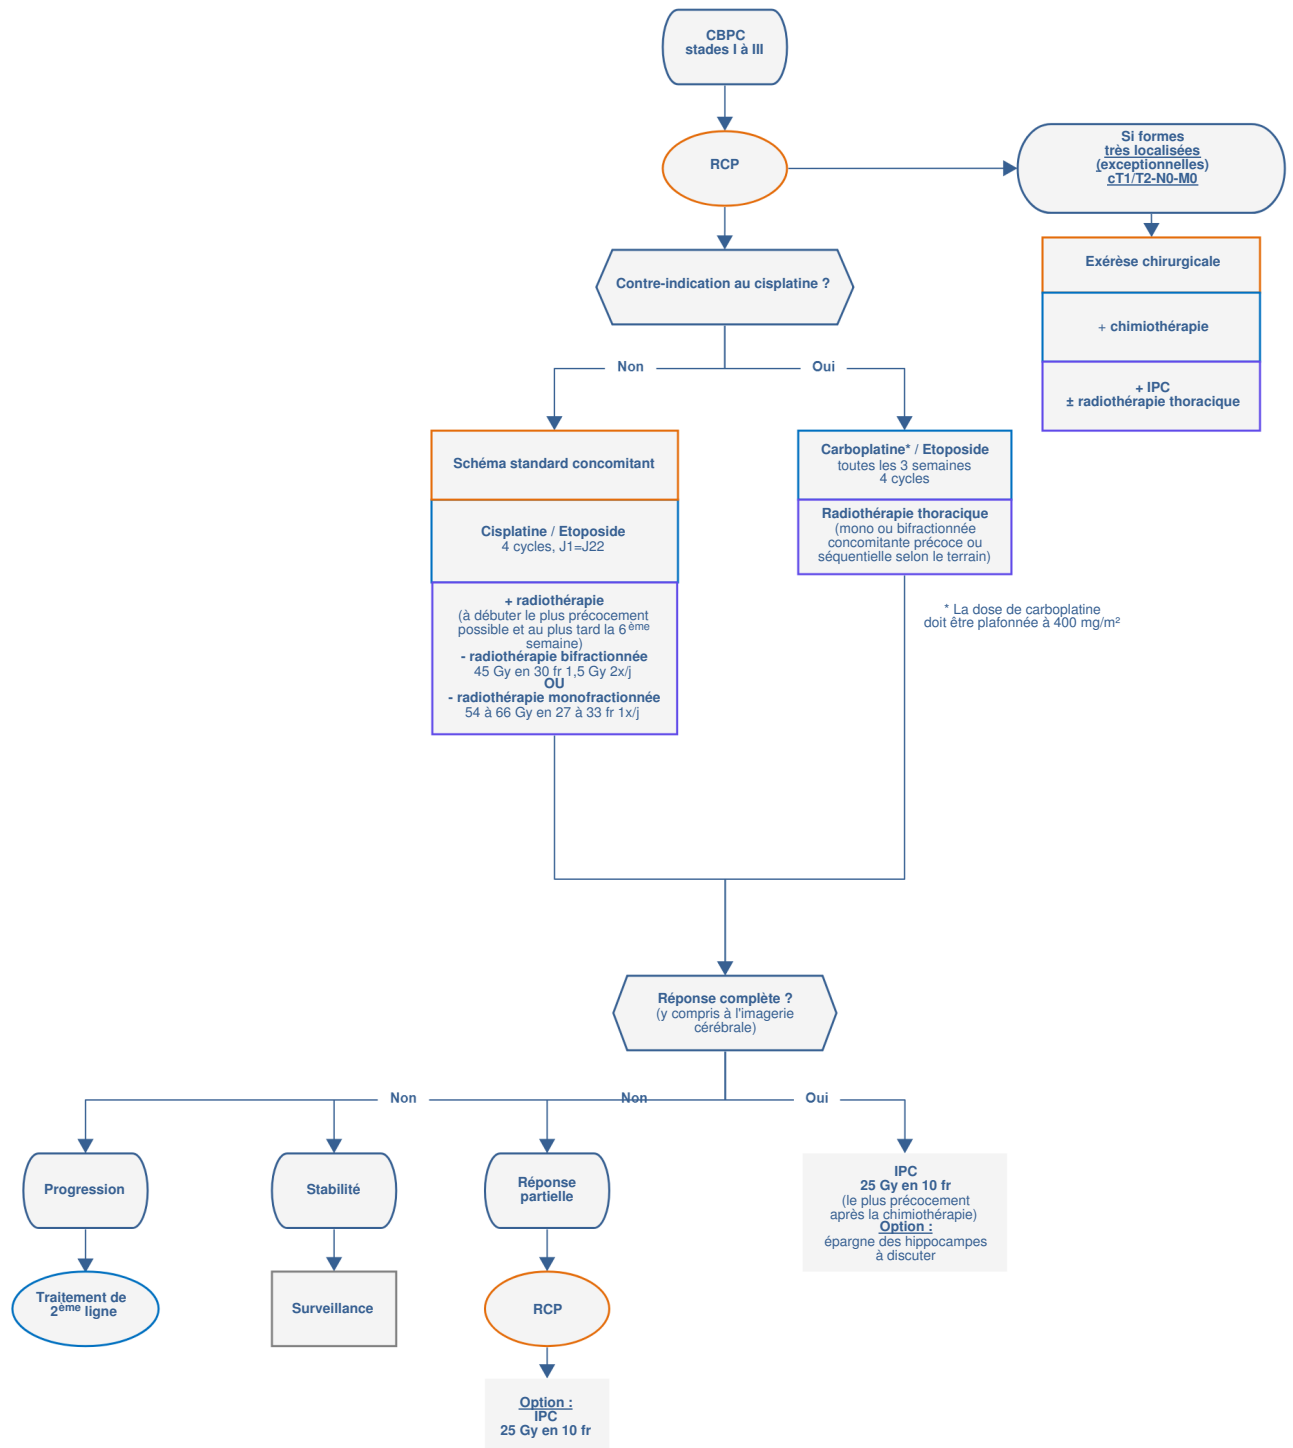 CBPC
stades I à III
RCP
Si formes
très localisées
(exceptionnelles)
cT1/T2-N0-M0
Exérèse chirurgicale
+ chimiothérapie
+ IPC
± radiothérapie thoracique
Contre-indication au cisplatine ?
Non
Oui
Schéma standard concomitant
Cisplatine / Etoposide
4 cycles, J1=J22
+ radiothérapie
(à débuter le plus précocement
possible et au plus tard la 6ème
semaine)
- radiothérapie bifractionnée
45 Gy en 30 fr 1,5 Gy 2x/j
OU
- radiothérapie monofractionnée
54 à 66 Gy en 27 à 33 fr 1x/j
Carboplatine* / Etoposide
toutes les 3 semaines
4 cycles
Radiothérapie thoracique
(mono ou bifractionnée
concomitante précoce ou
séquentielle selon le terrain)
* La dose de carboplatine
doit être plafonnée à 400 mg/m²
Réponse complète ?
(y compris à l'imagerie
cérébrale)
Non
Non
Oui
Progression
Stabilité
Réponse
partielle
IPC
25 Gy en 10 fr
(le plus précocement
après la chimiothérapie)
Option :
épargne des hippocampes
à discuter
Traitement de
2ème ligne
Surveillance
RCP
Option :
IPC
25 Gy en 10 fr